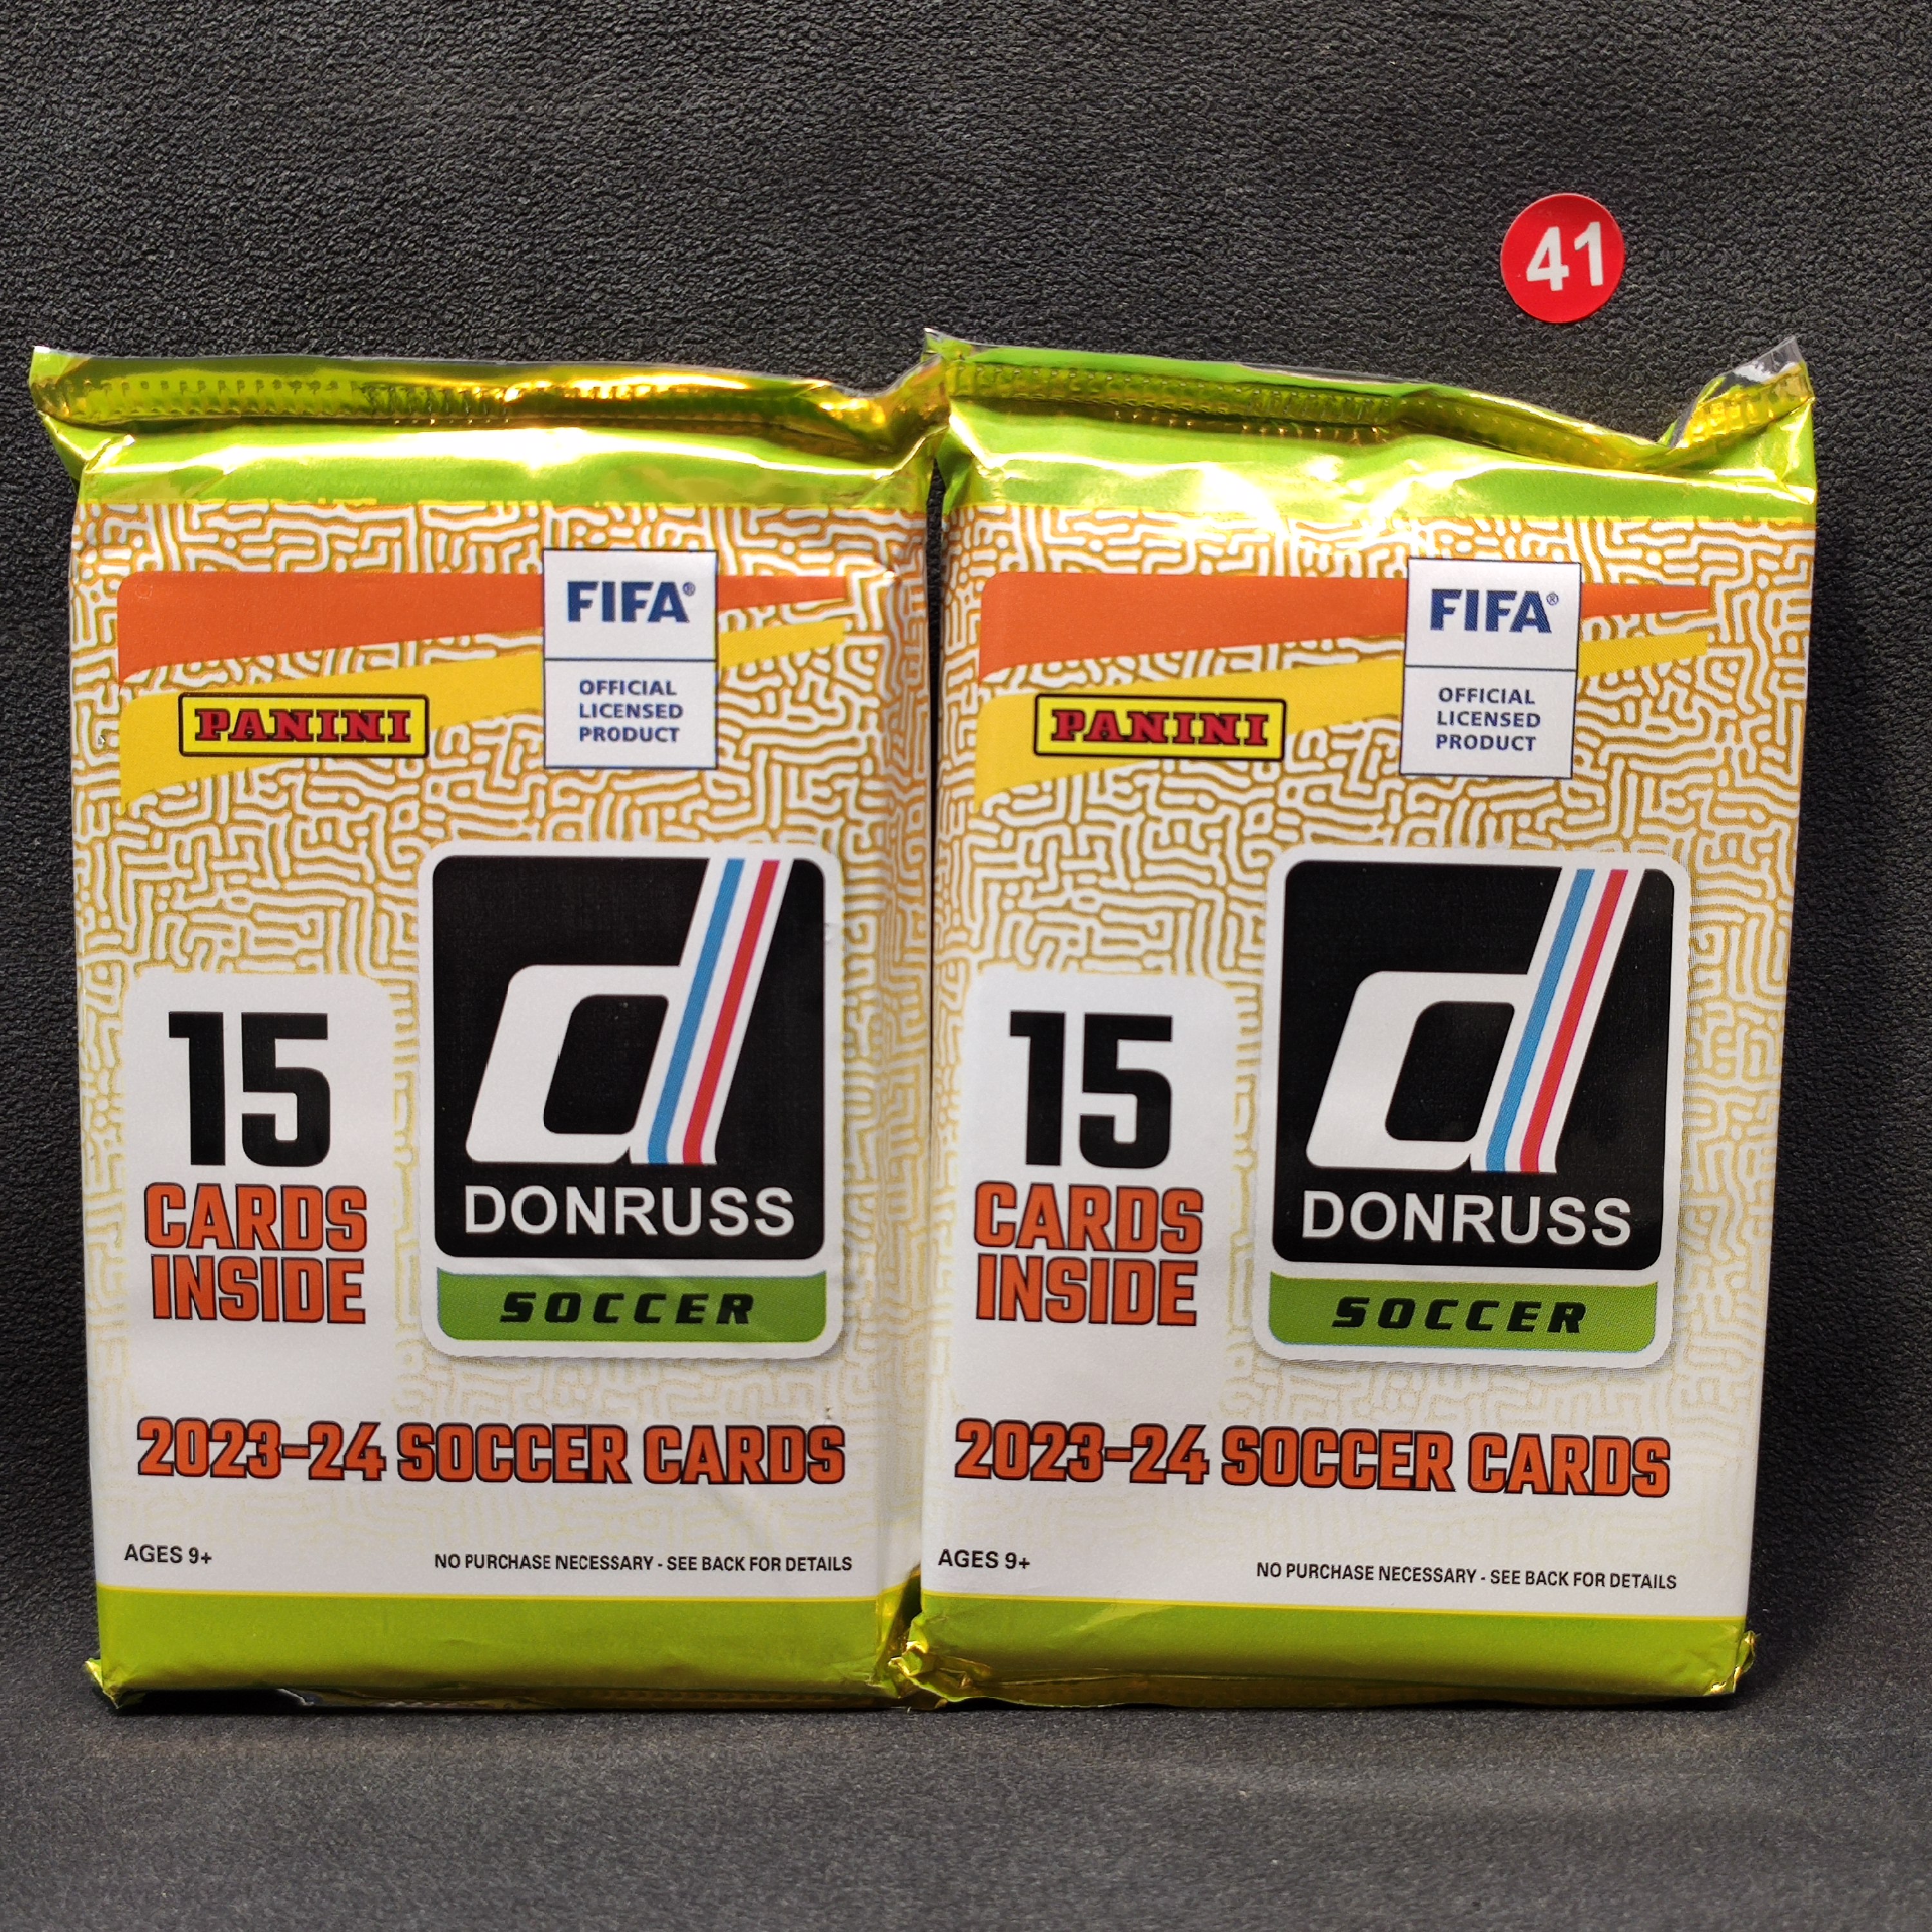 41
FIFA®
OFFICIAL
LICENSED
PRODUCT
PANINI
15
CARDS
INSIDE
d
DONRUSS
SOCCER
2023-24 SOCCER CARDS
AGES 9+
NO PURCHASE NECESSARY - SEE BACK FOR DETAILS
FIFA®
OFFICIAL
LICENSED
PRODUCT
PANINI
15
CARDS
INSIDE
d
DONRUSS
SOCCER
2023-24 SOCCER CARDS
AGES 9+
NO PURCHASE NECESSARY - SEE BACK FOR DETAILS